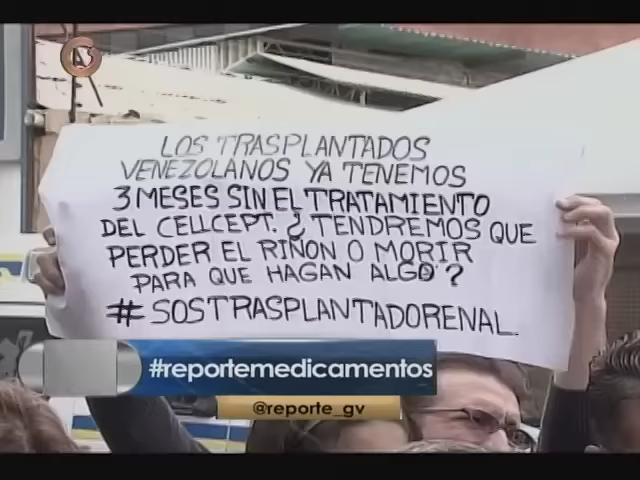 LOS TRASPLANTADOS
VENEZOLANOS YA TENEMOS
3 MESES SIN EL TRATAMIENTO
DEL CELLCEPT. ¿TENDREMOS QUE
PERDER EL RIÑON O MORIR
PARA QUE HAGAN ALGO?
#SOSTRASPLANTADORENAL.
#reportemedicamentos
@reporte_gv